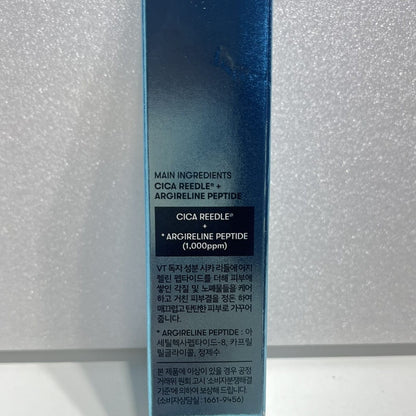 MAIN INGREDIENTS
CICA REEDLE® +
ARGIRELINE PEPTIDE
CICA REEDLE®
+
* ARGIRELINE PEPTIDE
(1,000ppm)
VT 독자 성분 시카 리들에 아지
렐린 펩타이드를 더해 피부에
쌓인 각질 및 노폐물들을 케어
하고 거친 피부결을 정돈 하며
매끄럽고 탄탄한 피부로 가꾸어
줍니다.
* ARGIRELINE PEPTIDE : 아
세틸헥사펩타이드-8, 카프릴
릴글라이콜, 정제수
본 제품에 이상이 있을 경우 공정
거래위 원회 고시 '소비자분쟁해결
기준'에 의해 보상해 드립니다.
(소비자상담실 : 1661-9456)